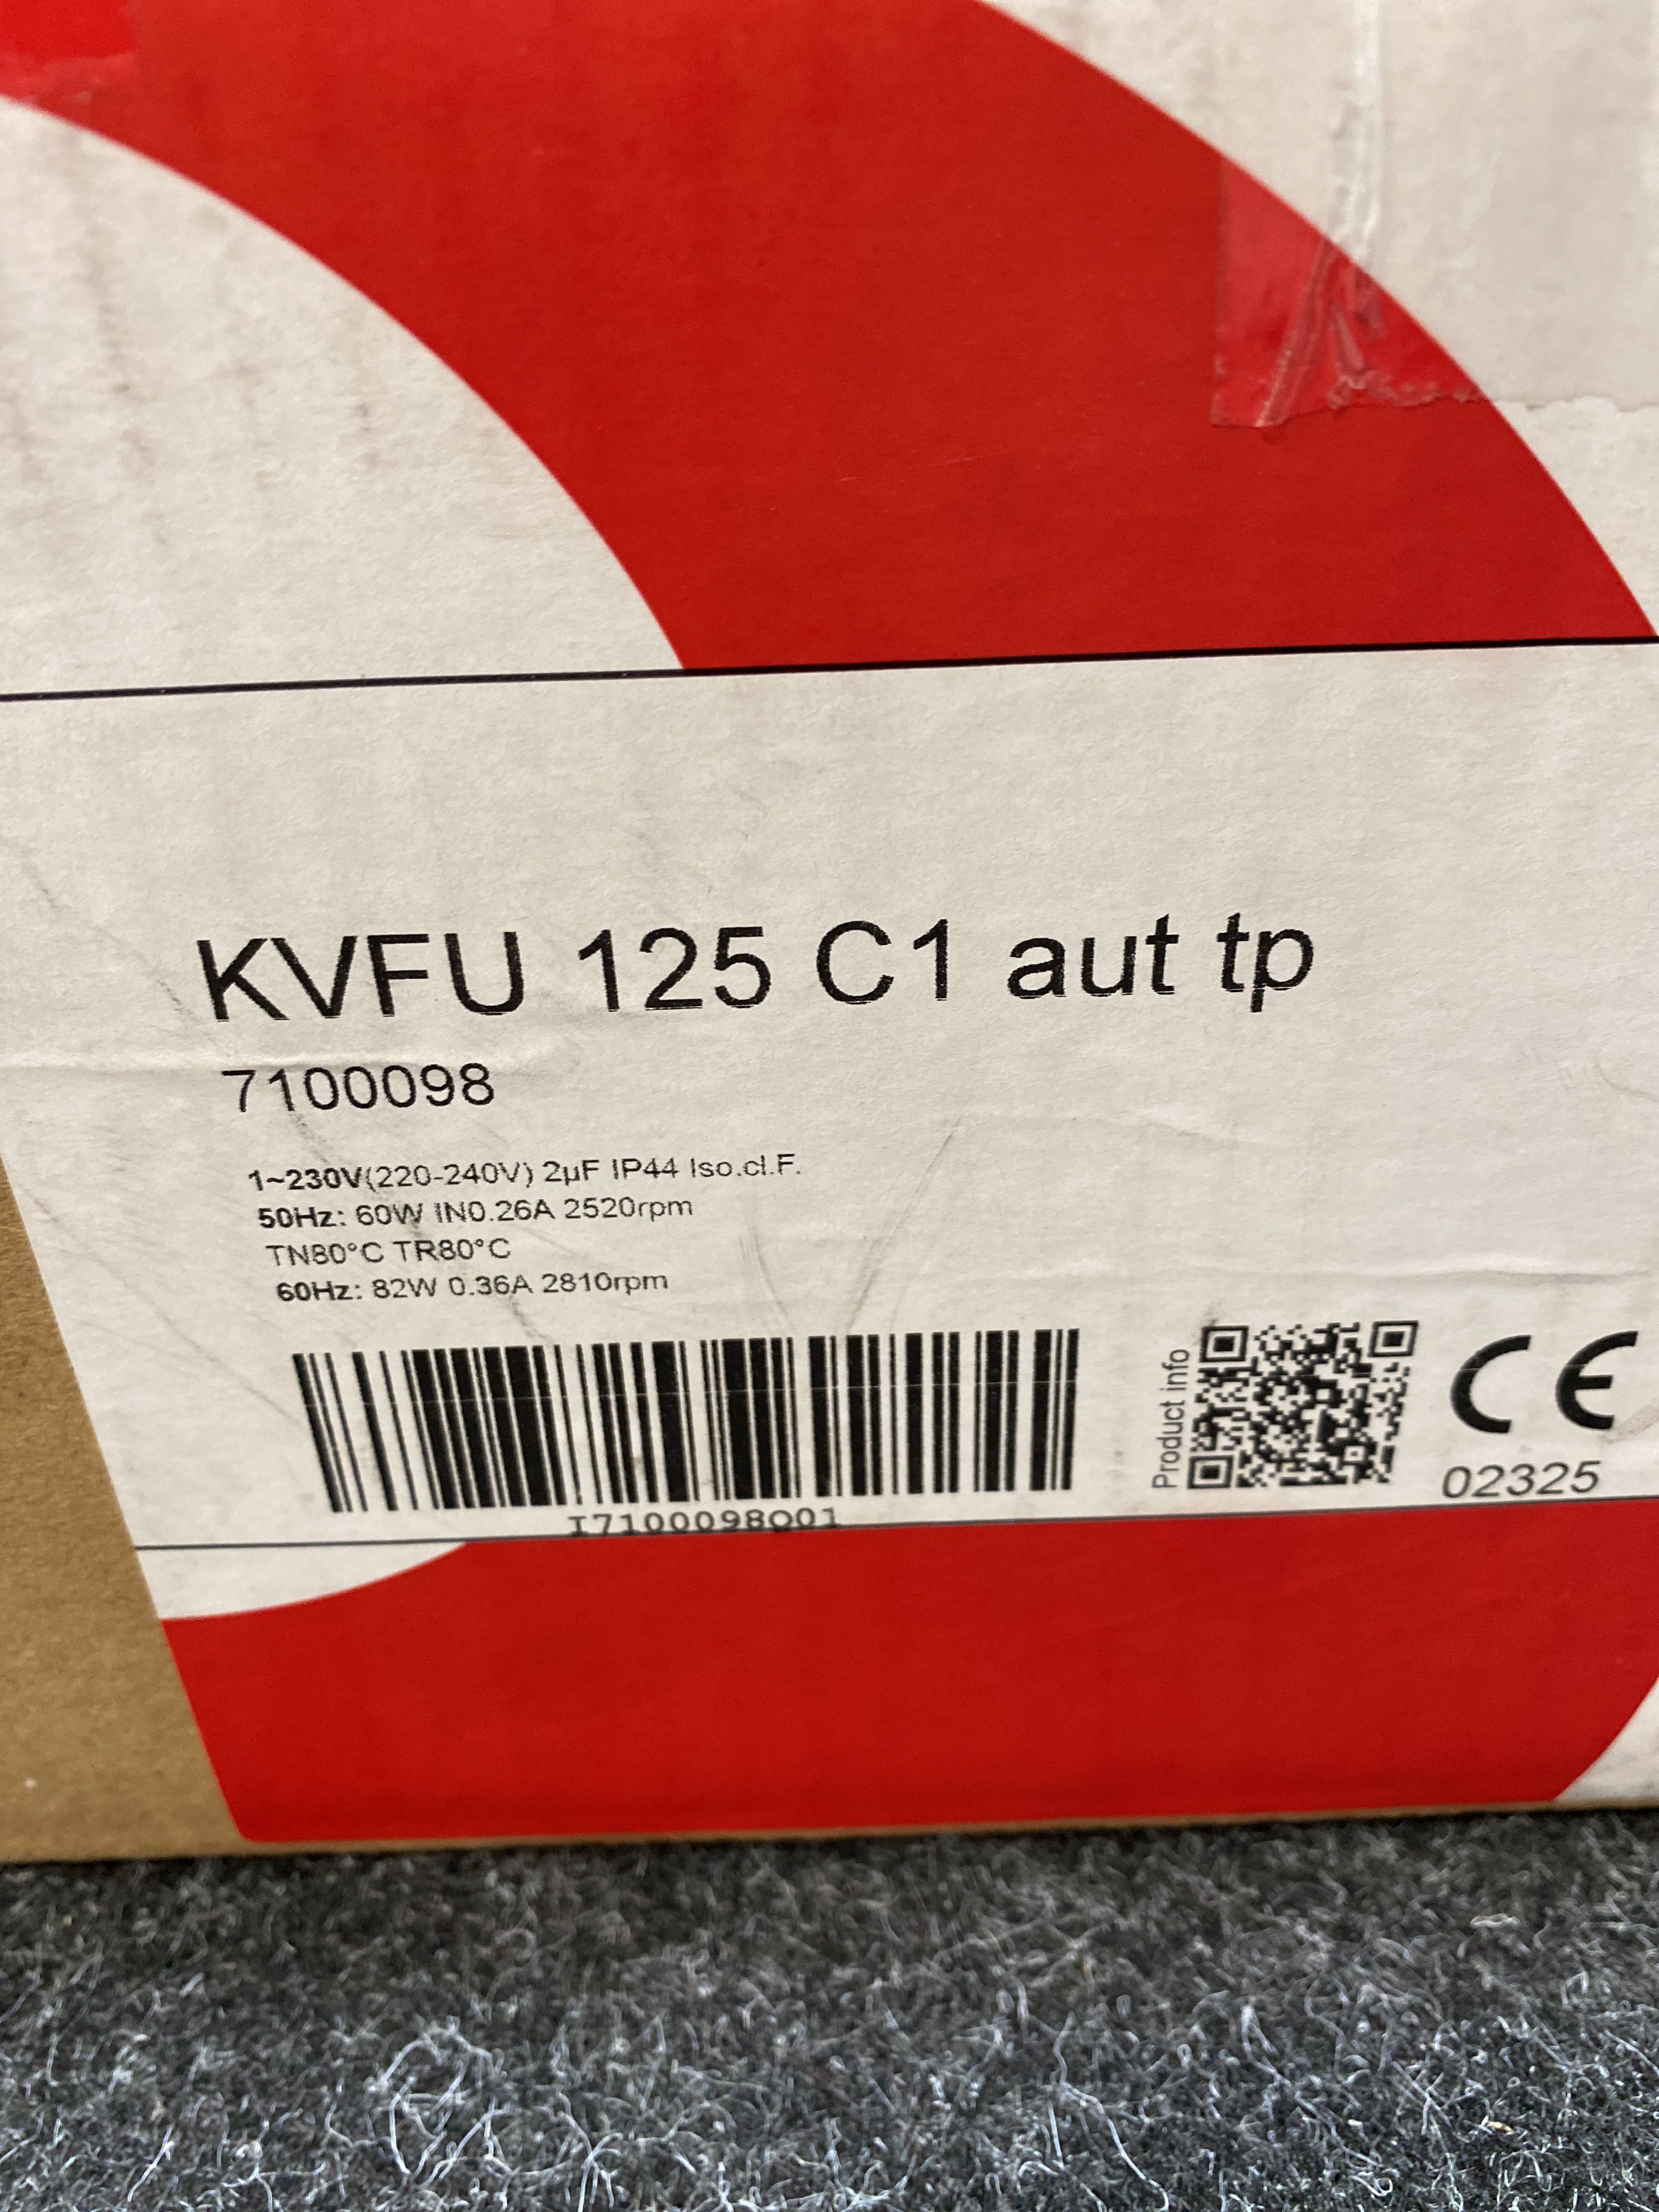 KVFU 125 C1 aut tp
7100098
1~230V(220-240V) 2µF IP44 Iso.cl.F.
50Hz: 60W IN0.26A 2520rpm
TN80°C TR80°C
60Hz: 82W 0.36A 2810rpm
I7100098Q01
Product info
CE
02325